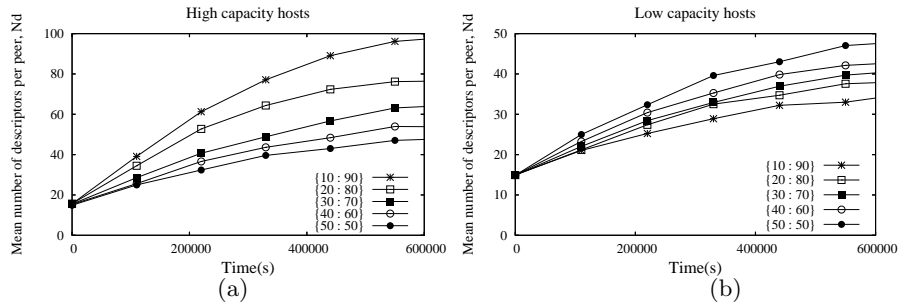 High capacity hosts
Mean number of descriptors per peer, Nd
100
80
60
40
20
0
0
200000
400000
600000
Time(s)
{10 : 90}
{20 : 80}
{30 : 70}
{40 : 60}
{50 : 50}
(a)
Low capacity hosts
Mean number of descriptors per peer, Nd
50
40
30
20
10
0
0
200000
400000
600000
Time(s)
{10 : 90}
{20 : 80}
{30 : 70}
{40 : 60}
{50 : 50}
(b)